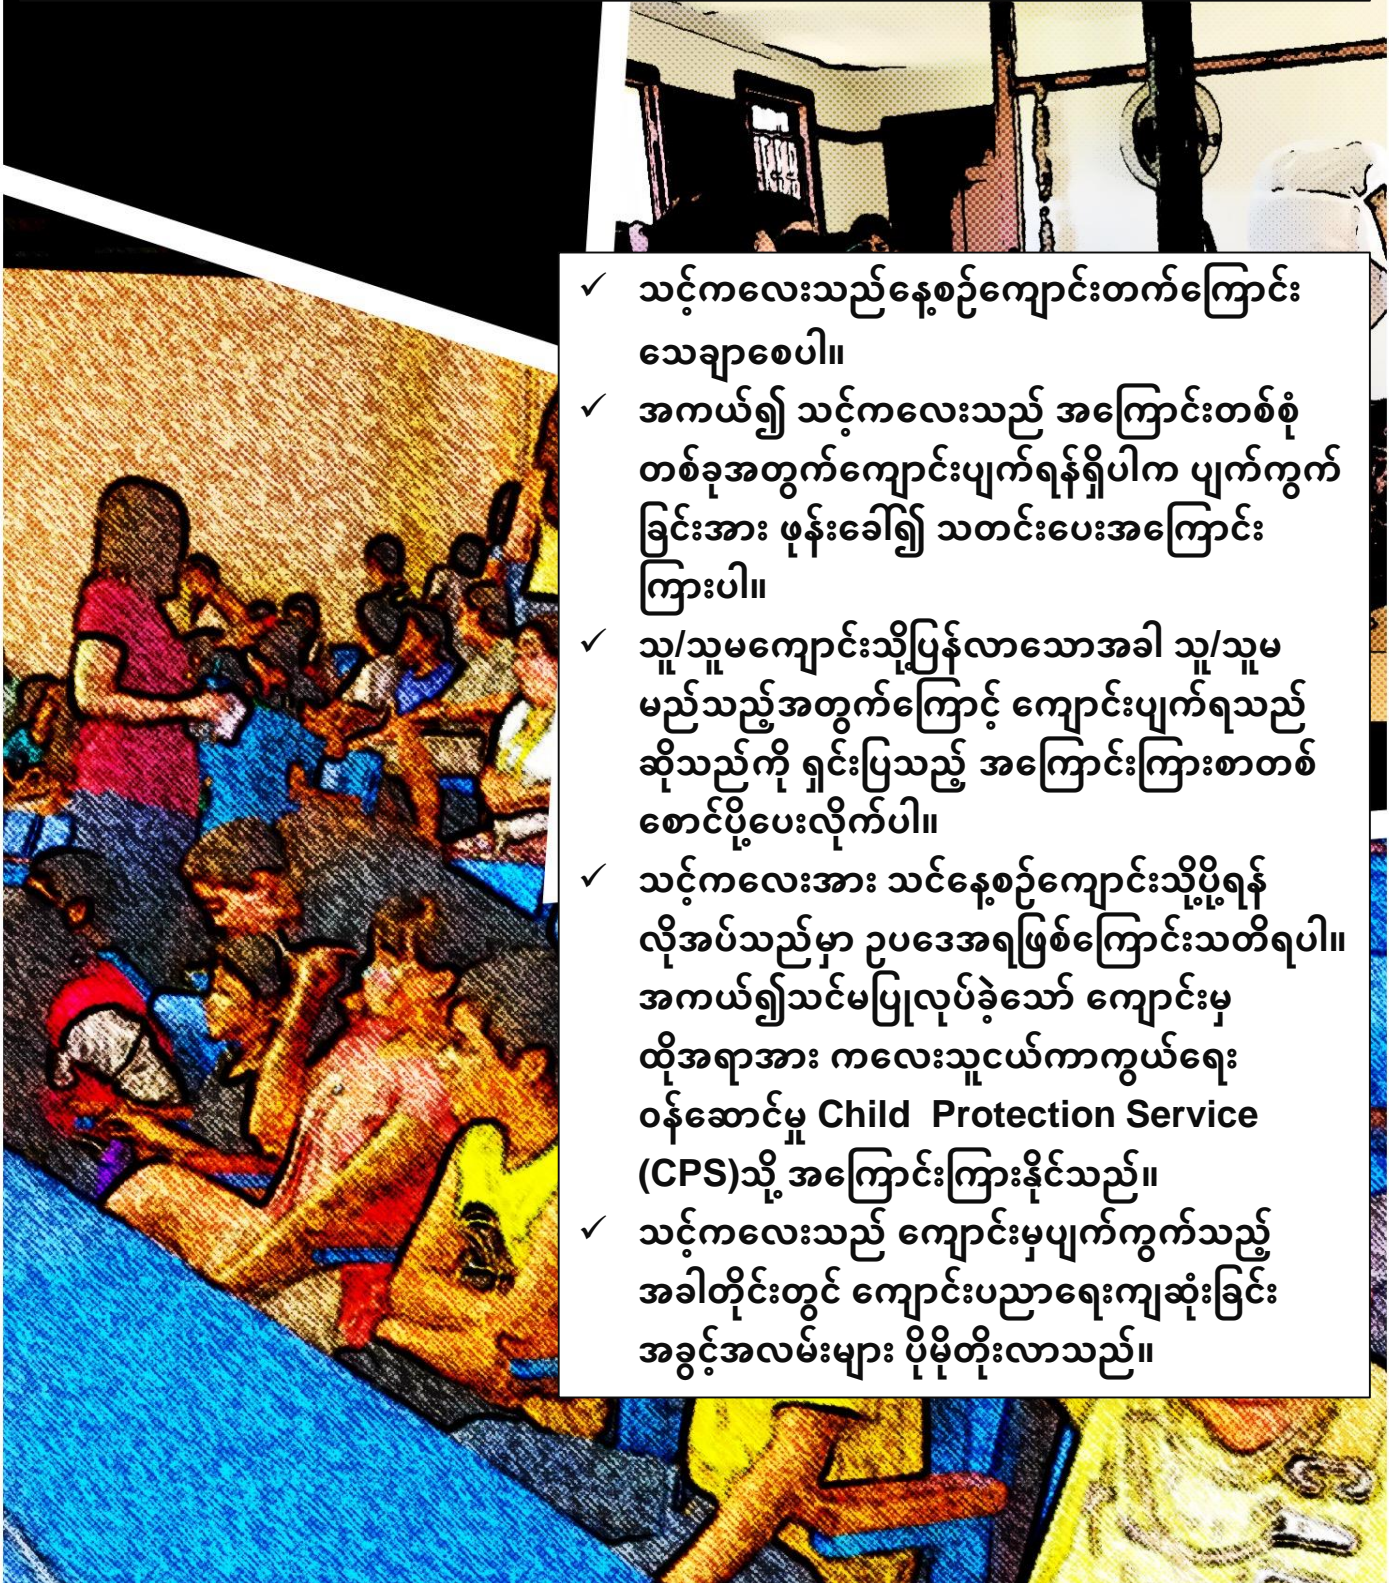 ✓ သင့်ကလေးသည်နေ့စဉ်ကျောင်းတက်ကြောင်း
သေချာစေပါ။
✓ အကယ်၍ သင့်ကလေးသည် အကြောင်းတစ်စုံ
တစ်ခုအတွက်ကျောင်းပျက်ရန်ရှိပါက ပျက်ကွက်
ခြင်းအား ဖုန်းခေါ်၍ သတင်းပေးအကြောင်း
ကြားပါ။
✓ သူ/သူမကျောင်းသို့ပြန်လာသောအခါ သူ/သူမ
မည်သည့်အတွက်ကြောင့် ကျောင်းပျက်ရသည်
ဆိုသည်ကို ရှင်းပြသည့် အကြောင်းကြားစာတစ်
စောင်ပို့ပေးလိုက်ပါ။
✓ သင့်ကလေးအား သင်နေ့စဉ်ကျောင်းသို့ပို့ရန်
လိုအပ်သည်မှာ ဥပဒေအရဖြစ်ကြောင်းသတိရပါ။
အကယ်၍သင်မပြုလုပ်ခဲ့သော် ကျောင်းမှ
ထိုအရာအား ကလေးသူငယ်ကာကွယ်ရေး
ဝန်ဆောင်မှု Child Protection Service
(CPS)သို့ အကြောင်းကြားနိုင်သည်။
✓ သင့်ကလေးသည် ကျောင်းမှပျက်ကွက်သည့်
အခါတိုင်းတွင် ကျောင်းပညာရေးကျဆုံးခြင်း
အခွင့်အလမ်းများ ပိုမိုတိုးလာသည်။